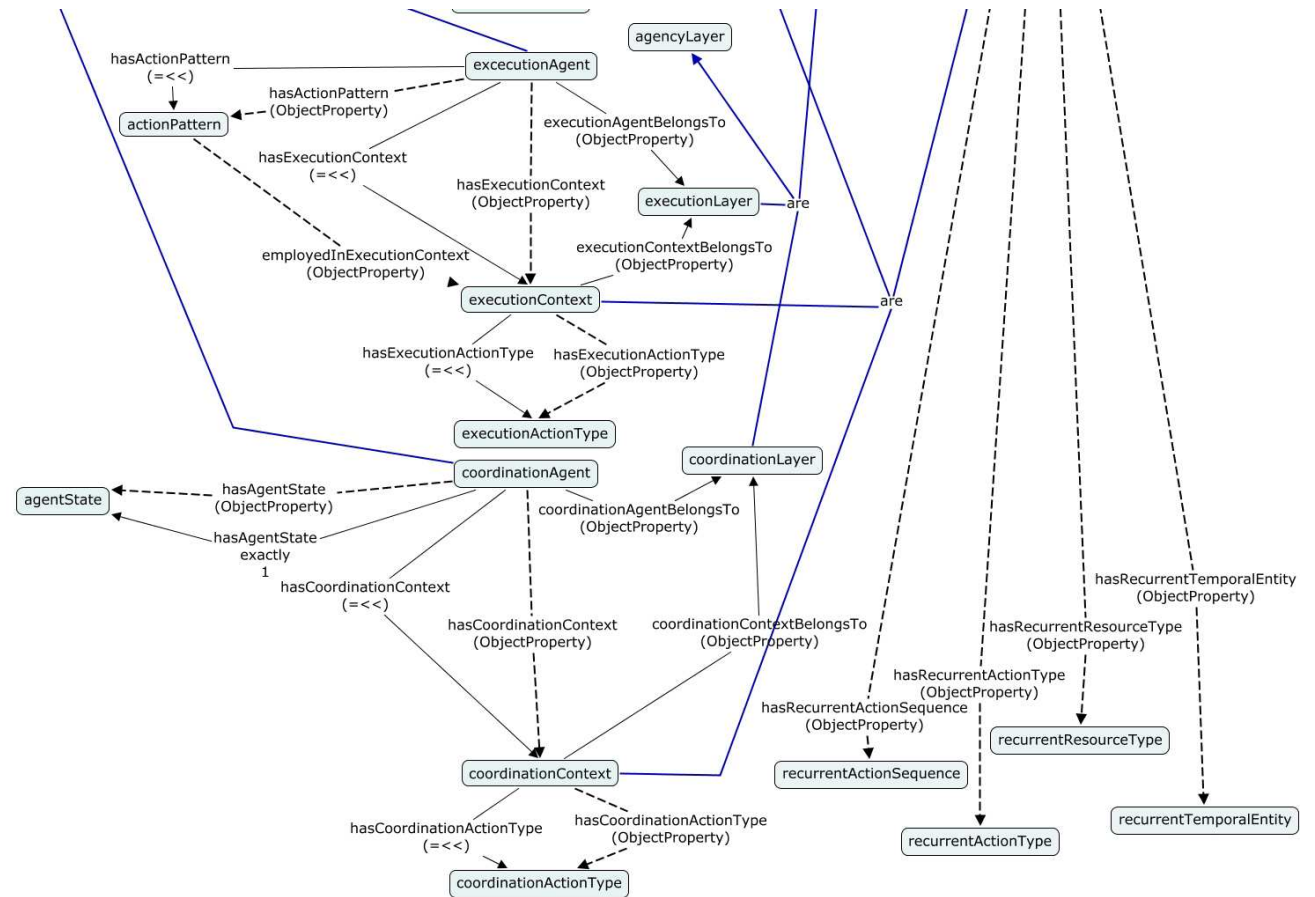 agencyLayer
hasActionPattern
(=<<)
excecutionAgent
hasActionPattern
(ObjectProperty)
actionPattern
executionAgentBelongsTo
(ObjectProperty)
hasExecutionContext
(=<<)
hasExecutionContext
(ObjectProperty)
executionLayer
are
executionContextBelongsTo
(ObjectProperty)
employedInExecutionContext
(ObjectProperty)
executionContext
are
hasExecutionActionType
(=<<)
hasExecutionActionType
(ObjectProperty)
executionActionType
coordinationAgent
coordinationLayer
agentState
hasAgentState
(ObjectProperty)
coordinationAgentBelongsTo
(ObjectProperty)
hasAgentState
exactly
1
hasCoordinationContext
(=<<)
hasCoordinationContext
(ObjectProperty)
coordinationContextBelongsTo
(ObjectProperty)
hasRecurrentTemporalEntity
(ObjectProperty)
hasRecurrentResourceType
(ObjectProperty)
hasRecurrentActionType
(ObjectProperty)
hasRecurrentActionSequence
(ObjectProperty)
recurrentResourceType
coordinationContext
recurrentActionSequence
recurrentTemporalEntity
hasCoordinationActionType
(=<<)
hasCoordinationActionType
(ObjectProperty)
recurrentActionType
coordinationActionType